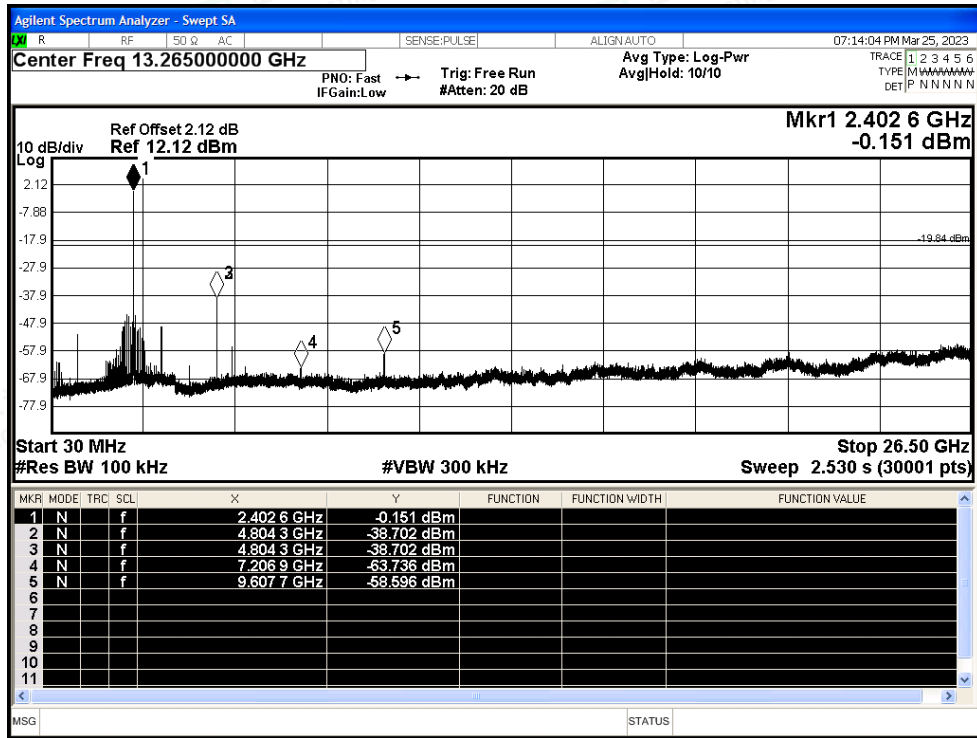 Agilent Spectrum Analyzer - Swept SA
LXI R RF 50 Ω AC SENSE:PULSE ALIGN AUTO 07:14:04 PM Mar 25, 2023
Center Freq 13.265000000 GHz
PNO: Fast
IFGain:Low
Trig: Free Run
#Atten: 20 dB
Avg Type: Log-Pwr
Avg|Hold: 10/10
TRACE 1 2 3 4 5 6
TYPE M
DET P N N N N N
Mkr1 2.402 6 GHz
-0.151 dBm
Ref Offset 2.12 dB
10 dB/div Ref 12.12 dBm
Log
1
2.12
-7.88
-17.9
-19.84 dBm
-27.9
3
-37.9
-47.9
5
4
-57.9
-67.9
-77.9
Start 30 MHz Stop 26.50 GHz
#Res BW 100 kHz #VBW 300 kHz Sweep 2.530 s (30001 pts)
MKR MODE TRC SCL X Y FUNCTION FUNCTION WIDTH FUNCTION VALUE
1 N f 2.402 6 GHz -0.151 dBm
2 N f 4.804 3 GHz -38.702 dBm
3 N f 4.804 3 GHz -38.702 dBm
4 N f 7.206 9 GHz -63.736 dBm
5 N f 9.607 7 GHz -58.596 dBm
6
7
8
9
10
11
MSG STATUS